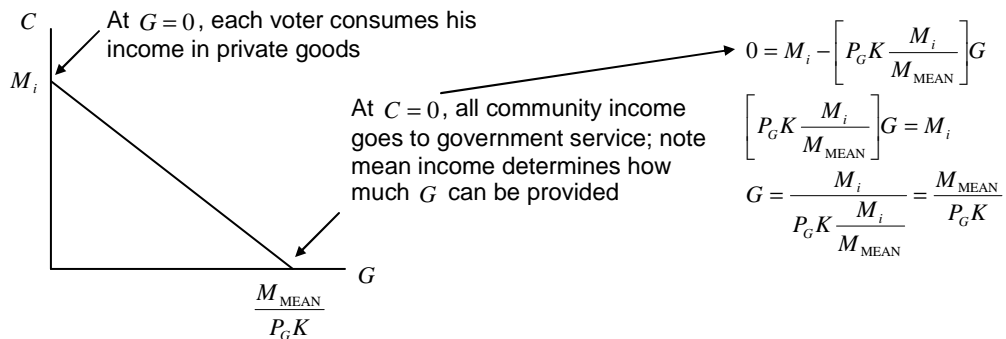 C
At G = 0, each voter consumes his
income in private goods
M_i
At C = 0, all community income
goes to government service; note
mean income determines how
much G can be provided
G
M_MEAN / P_G K
0 = M_i − [P_G K M_i / M_MEAN] G
[P_G K M_i / M_MEAN] G = M_i
G = M_i / (P_G K M_i / M_MEAN) = M_MEAN / P_G K